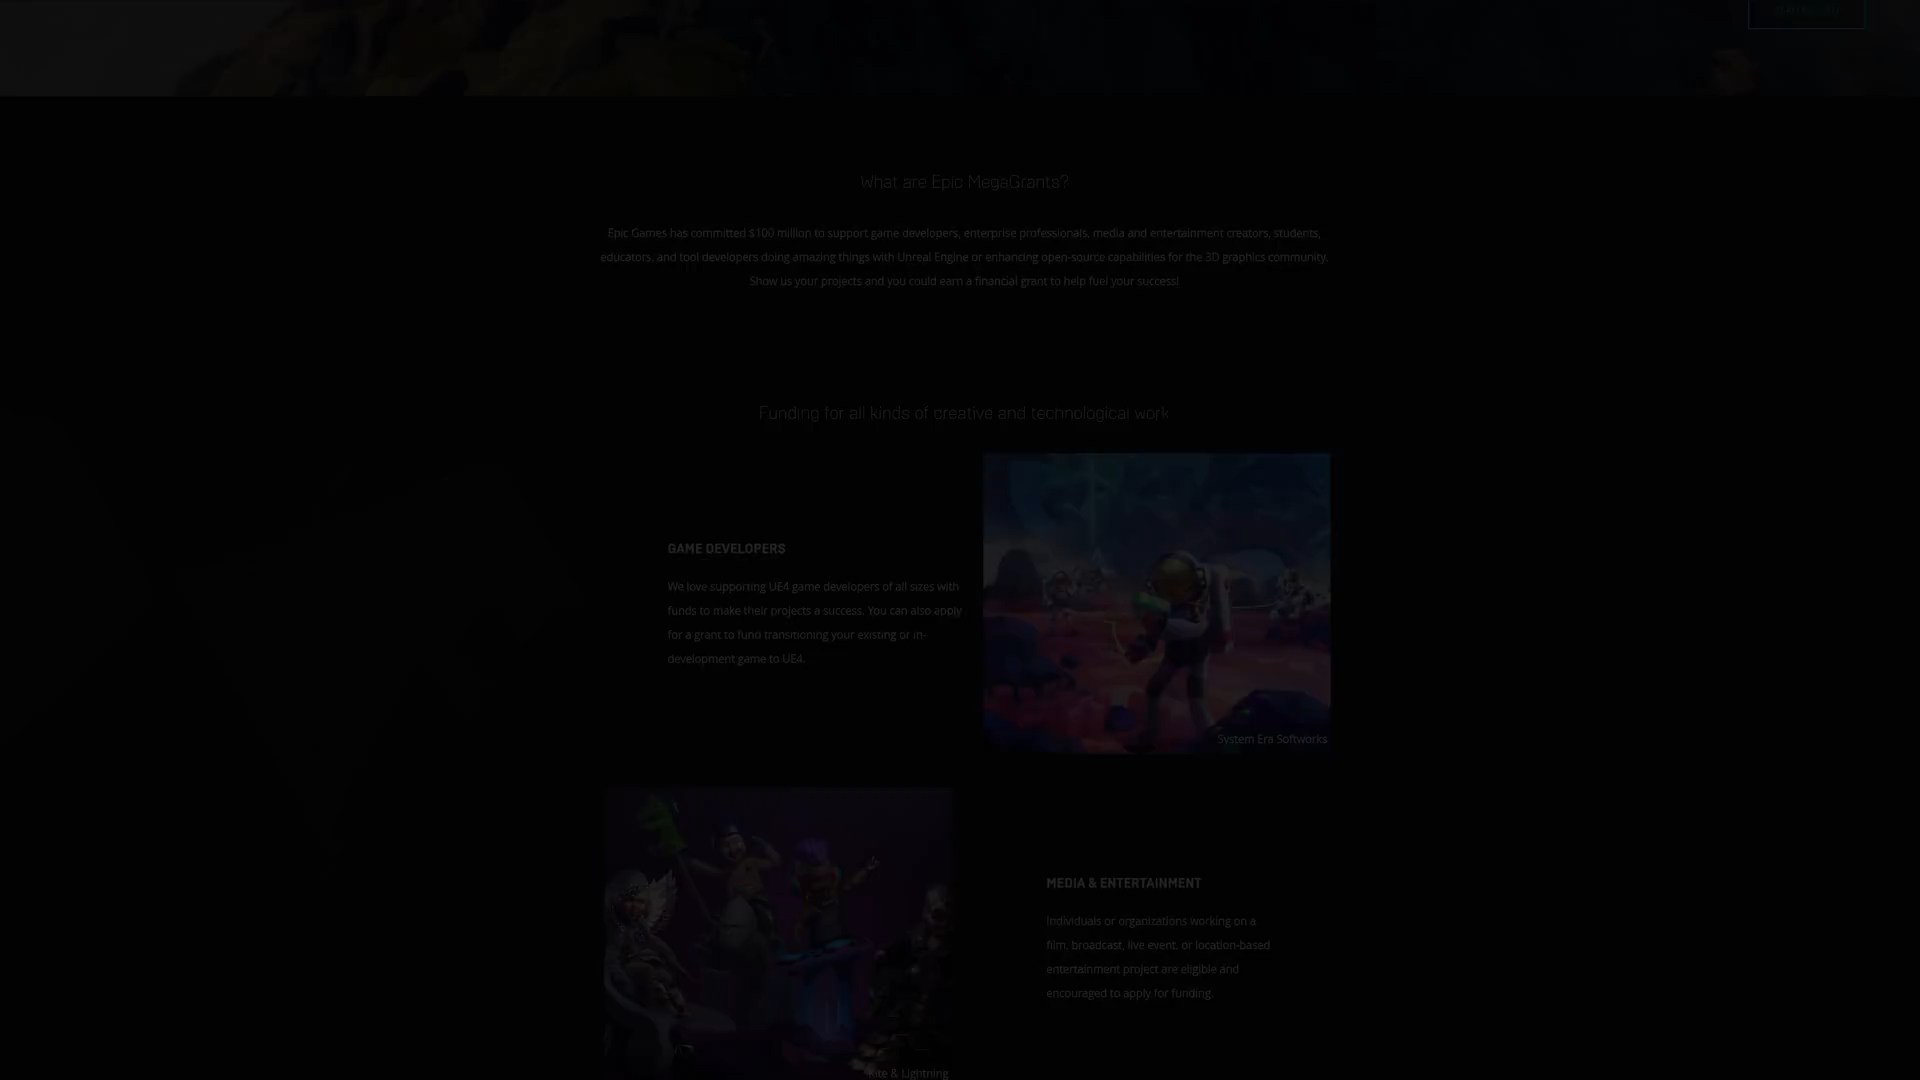 What are Epic MegaGrants?
Epic Games has committed $100 million to support game developers, enterprise professionals, media and entertainment creators, students,
educators, and tool developers doing amazing things with Unreal Engine or enhancing open-source capabilities for the 3D graphics community.
Show us your projects and you could earn a financial grant to help fuel your success!
Funding for all kinds of creative and technological work
GAME DEVELOPERS
We love supporting UE4 game developers of all sizes with
funds to make their projects a success. You can also apply
for a grant to fund transitioning your existing or in-
development game to UE4.
System Era Softworks
MEDIA & ENTERTAINMENT
Individuals or organizations working on a
film, broadcast, live event, or location-based
entertainment project are eligible and
encouraged to apply for funding.
Kite & Lightning